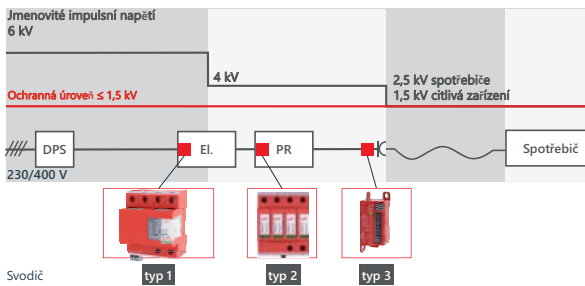 Jmenovité impulsní napětí
6 kV
4 kV
2,5 kV spotřebiče
1,5 kV citlivá zařízení
Ochranná úroveň ≤ 1,5 kV
DPS
El.
PR
Spotřebič
230/400 V
Svodič
typ 1
typ 2
typ 3